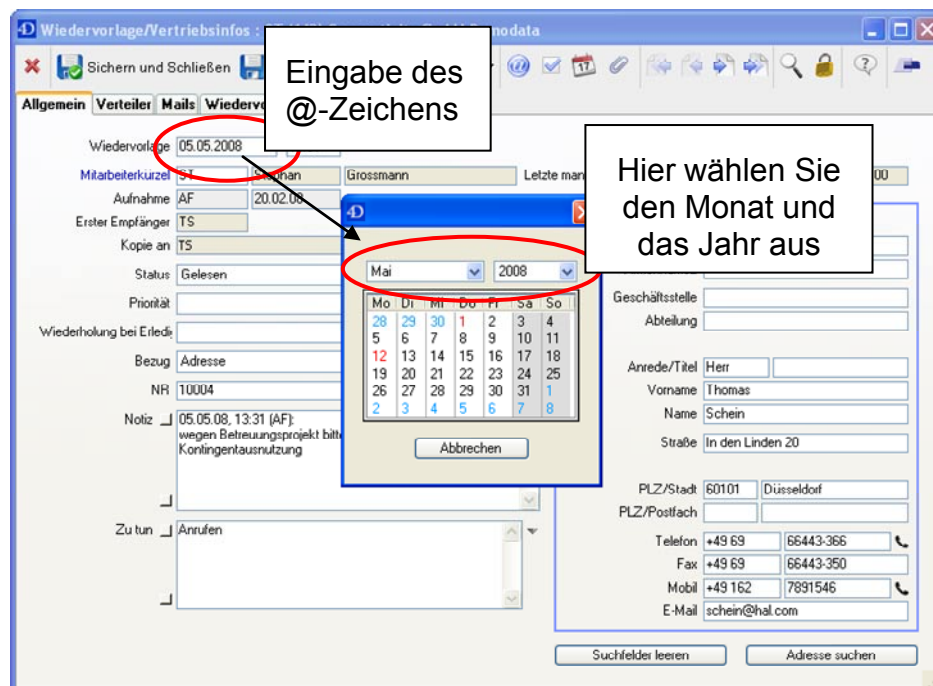 Wiedervorlage/Vertriebsinfos :
modata
Sichern und Schließen
17
Eingabe des
@-Zeichens
Allgemein Verteiler Mails
Wiedervorlage 05.05.2008
Mitarbeiterkürzel ST Stephan Grossmann Letzte
00
Hier wählen Sie
den Monat und
das Jahr aus
Aufnahme AF 20.02.08
Erster Empfänger TS
Kopie an TS
Status Gelesen
Priorität
Wiederholung bei Erledi
Bezug Adresse
NR 10004
Notiz 05.05.08, 13:31 (AF):
wegen Betreuungsprojekt
Kontingentausnutzung
Zu tun Anrufen
4D
Mai 2008
Mo Di Mi Do Fr Sa So
28 29 30 1 2 3 4
5 6 7 8 9 10 11
12 13 14 15 16 17 18
19 20 21 22 23 24 25
26 27 28 29 30 31 1
2 3 4 5 6 7 8
Abbrechen
Geschäftsstelle
Abteilung
Anrede/Titel Herr
Vorname Thomas
Name Schein
Straße In den Linden 20
PLZ/Stadt 60101 Düsseldorf
PLZ/Postfach
Telefon +49 69 66443-366
Fax +49 69 66443-350
Mobil +49 162 7891546
E-Mail schein@hal.com
Suchfelder leeren Adresse suchen